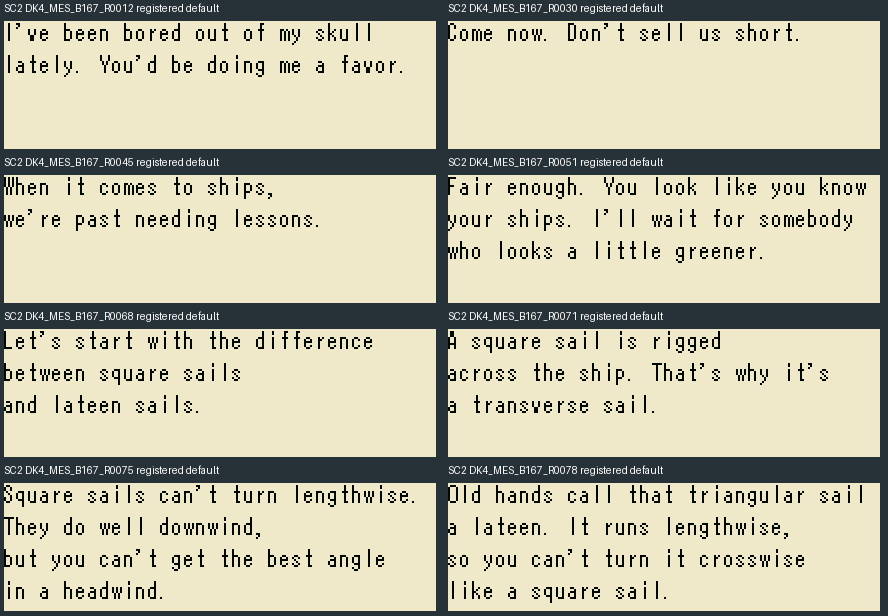 SC2 DK4_MES_B167_R0012 registered default
I've been bored out of my skull
lately. You'd be doing me a favor.
SC2 DK4_MES_B167_R0030 registered default
Come now. Don't sell us short.
SC2 DK4_MES_B167_R0045 registered default
When it comes to ships,
we're past needing lessons.
SC2 DK4_MES_B167_R0051 registered default
Fair enough. You look like you know
your ships. I'll wait for somebody
who looks a little greener.
SC2 DK4_MES_B167_R0068 registered default
Let's start with the difference
between square sails
and lateen sails.
SC2 DK4_MES_B167_R0071 registered default
A square sail is rigged
across the ship. That's why it's
a transverse sail.
SC2 DK4_MES_B167_R0075 registered default
Square sails can't turn lengthwise.
They do well downwind,
but you can't get the best angle
in a headwind.
SC2 DK4_MES_B167_R0078 registered default
Old hands call that triangular sail
a lateen. It runs lengthwise,
so you can't turn it crosswise
like a square sail.